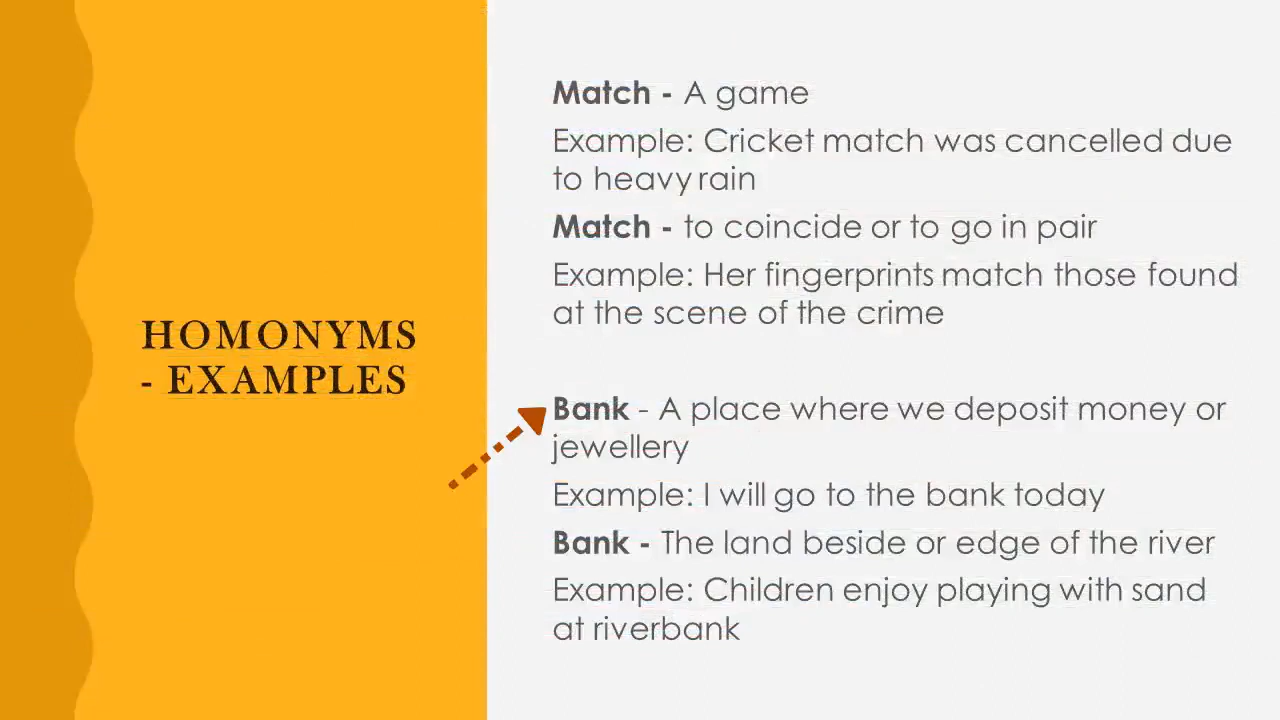 HOMONYMS
- EXAMPLES
Match - A game
Example: Cricket match was cancelled due
to heavy rain
Match - to coincide or to go in pair
Example: Her fingerprints match those found
at the scene of the crime
Bank - A place where we deposit money or
jewellery
Example: I will go to the bank today
Bank - The land beside or edge of the river
Example: Children enjoy playing with sand
at riverbank